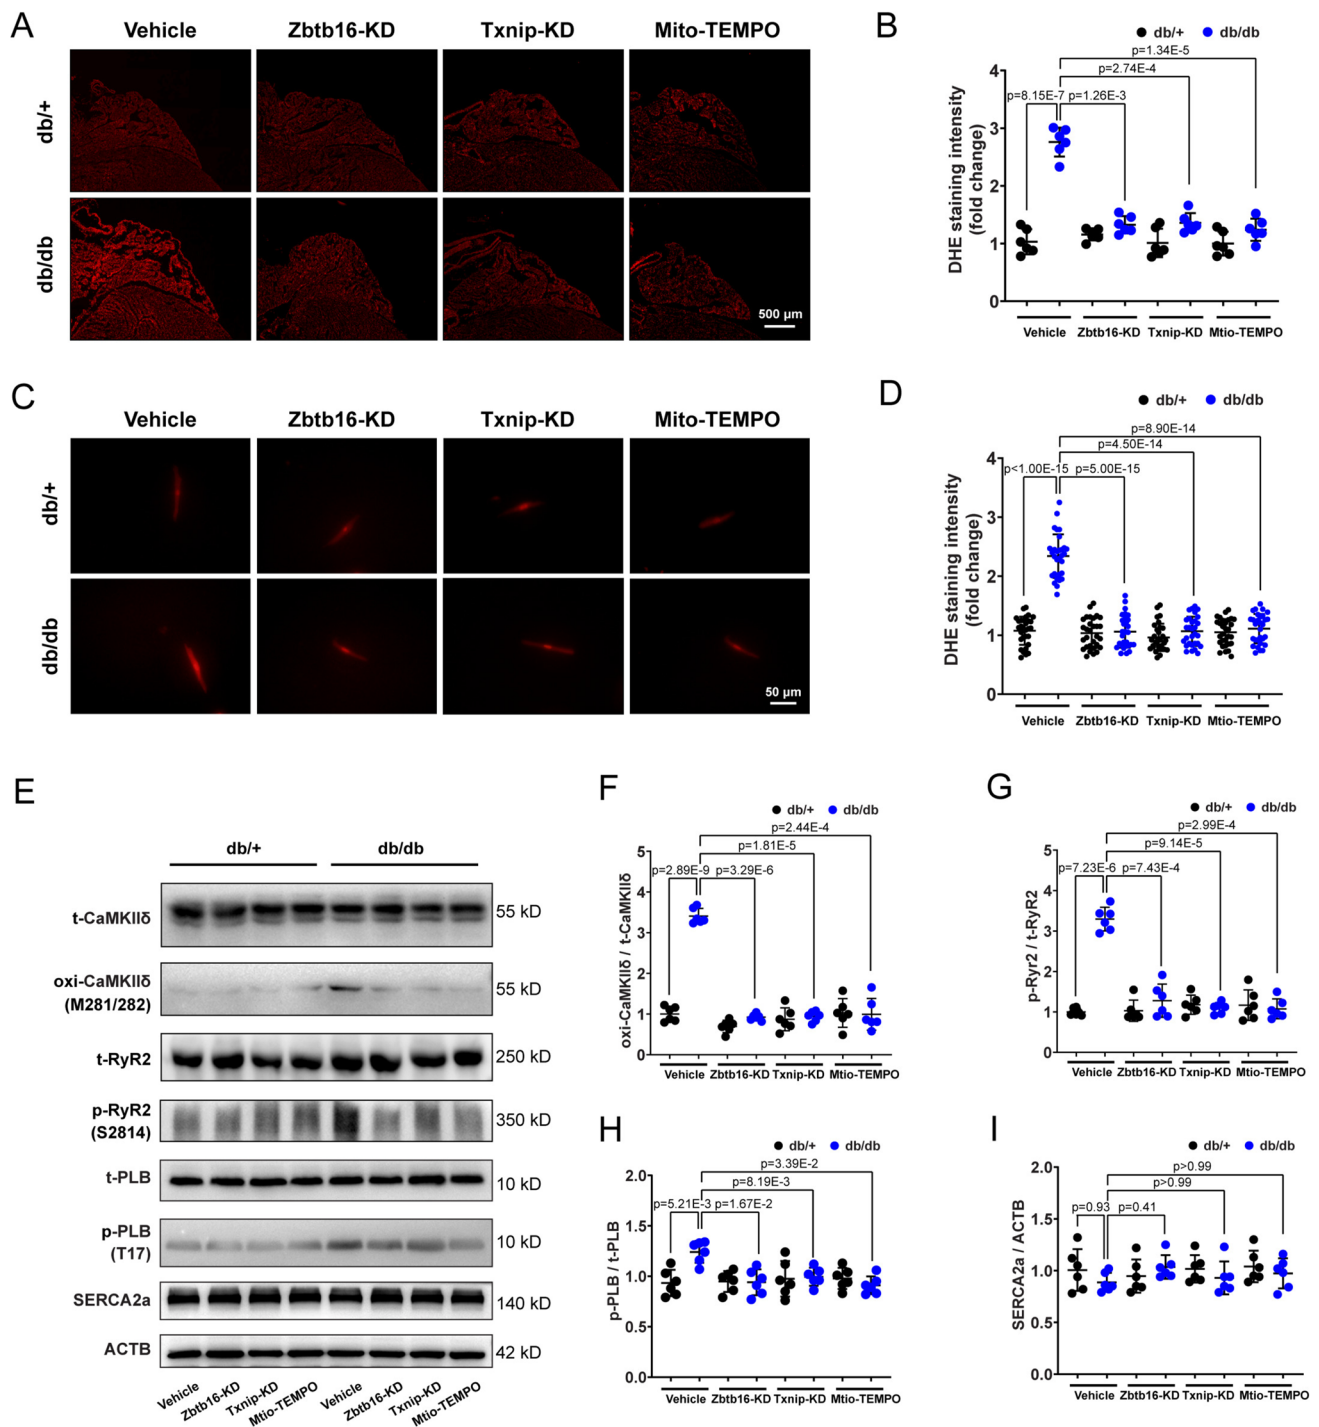 A
Vehicle Zbtb16-KD Txnip-KD Mito-TEMPO
db/+
db/db
500 µm
B
db/+ db/db
p=1.34E-5
p=2.74E-4
p=8.15E-7 p=1.26E-3
DHE staining intensity
(fold change)
4
3
2
1
0
Vehicle Zbtb16-KD Txnip-KD Mtio-TEMPO
C
Vehicle Zbtb16-KD Txnip-KD Mito-TEMPO
db/+
db/db
50 µm
D
db/+ db/db
p=8.90E-14
p=4.50E-14
p<1.00E-15 p=5.00E-15
DHE staining intensity
(fold change)
4
3
2
1
0
Vehicle Zbtb16-KD Txnip-KD Mtio-TEMPO
E
db/+ db/db
t-CaMKIIδ 55 kD
oxi-CaMKIIδ
(M281/282) 55 kD
t-RyR2 250 kD
p-RyR2
(S2814) 350 kD
t-PLB 10 kD
p-PLB
(T17) 10 kD
SERCA2a 140 kD
ACTB 42 kD
Vehicle Zbtb16-KD Txnip-KD Mtio-TEMPO Vehicle Zbtb16-KD Txnip-KD Mtio-TEMPO
F
db/+ db/db
p=2.44E-4
p=1.81E-5
p=2.89E-9 p=3.29E-6
oxi-CaMKIIδ / t-CaMKIIδ
5
4
3
2
1
0
Vehicle Zbtb16-KD Txnip-KD Mtio-TEMPO
G
db/+ db/db
p=2.99E-4
p=9.14E-5
p=7.23E-6 p=7.43E-4
p-Ryr2 / t-RyR2
5
4
3
2
1
0
Vehicle Zbtb16-KD Txnip-KD Mtio-TEMPO
H
db/+ db/db
p=3.39E-2
p=8.19E-3
p=5.21E-3 p=1.67E-2
p-PLB / t-PLB
2.0
1.5
1.0
0.5
0.0
Vehicle Zbtb16-KD Txnip-KD Mtio-TEMPO
I
db/+ db/db
p>0.99
p>0.99
p=0.93 p=0.41
SERCA2a / ACTB
2.0
1.5
1.0
0.5
0.0
Vehicle Zbtb16-KD Txnip-KD Mtio-TEMPO